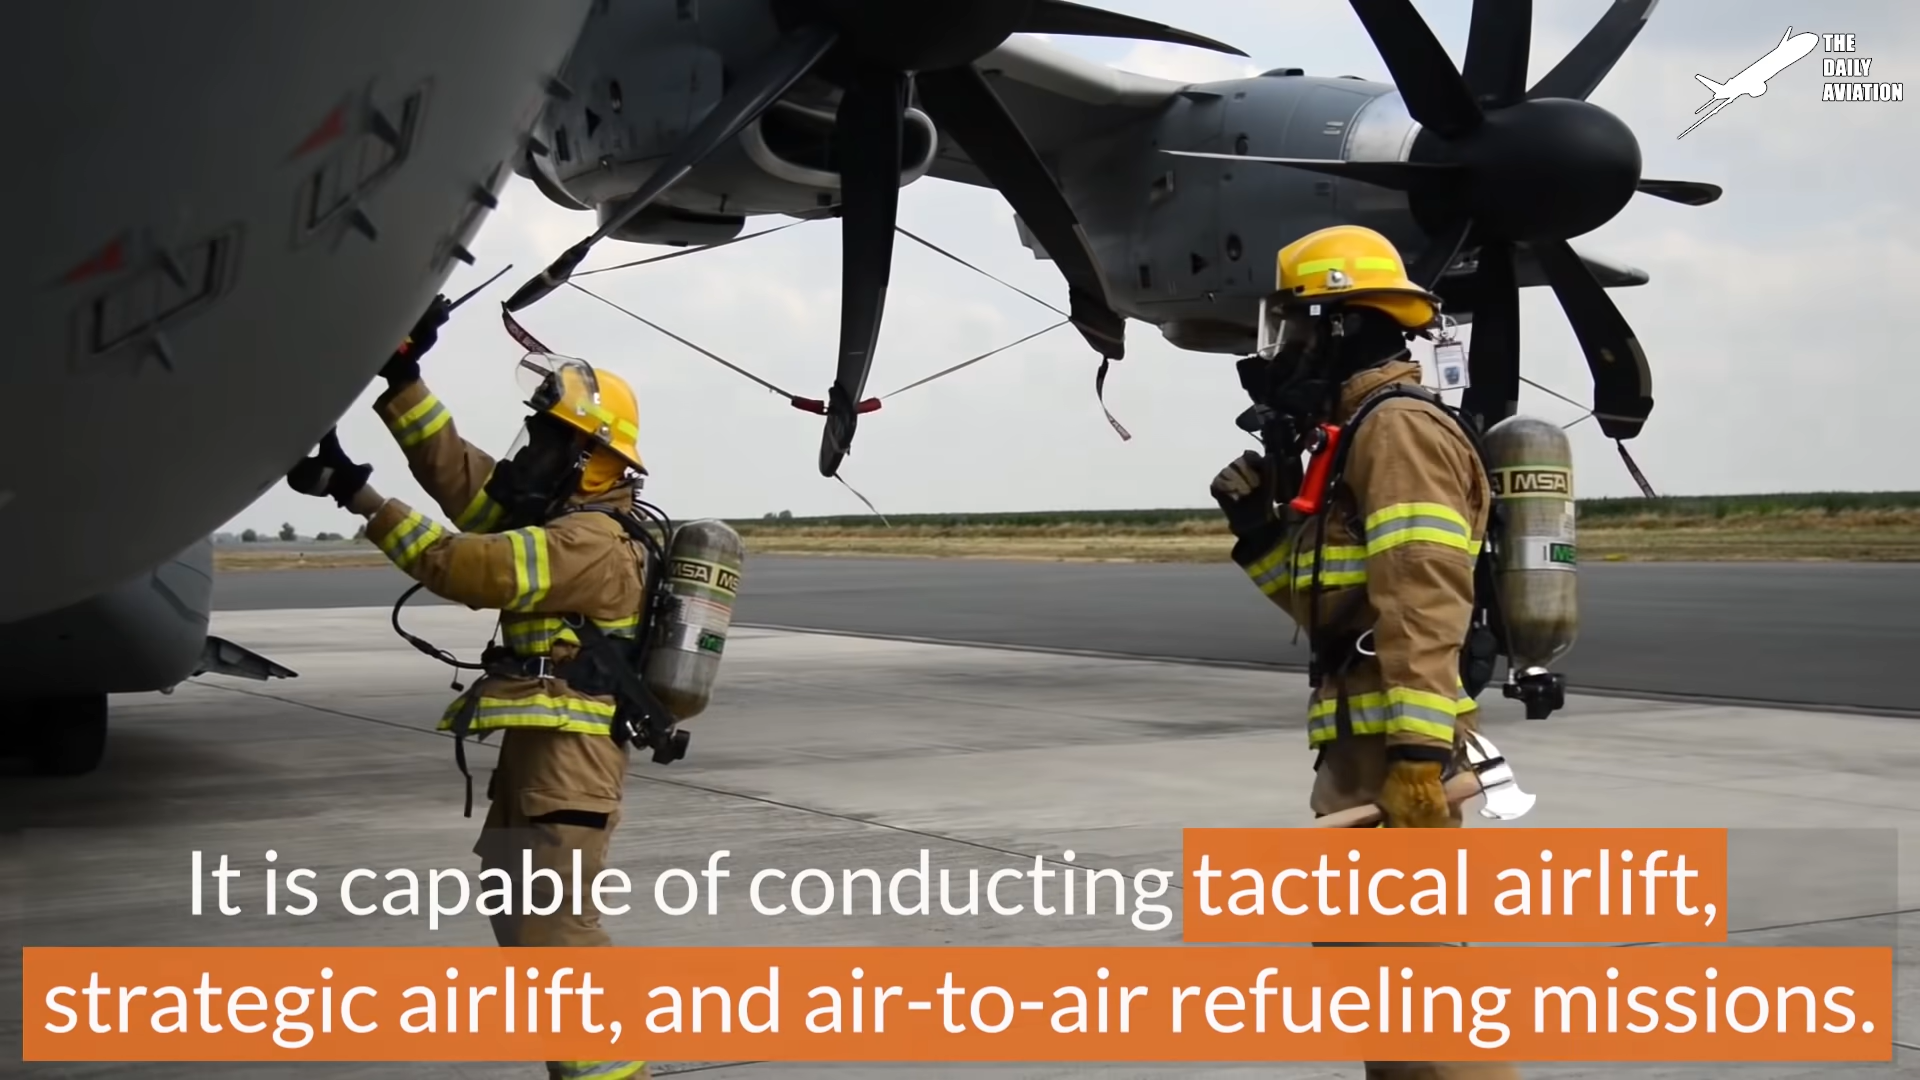 THE
DAILY
AVIATION
MSA
MSA
It is capable of conducting tactical airlift,
strategic airlift, and air-to-air refueling missions.